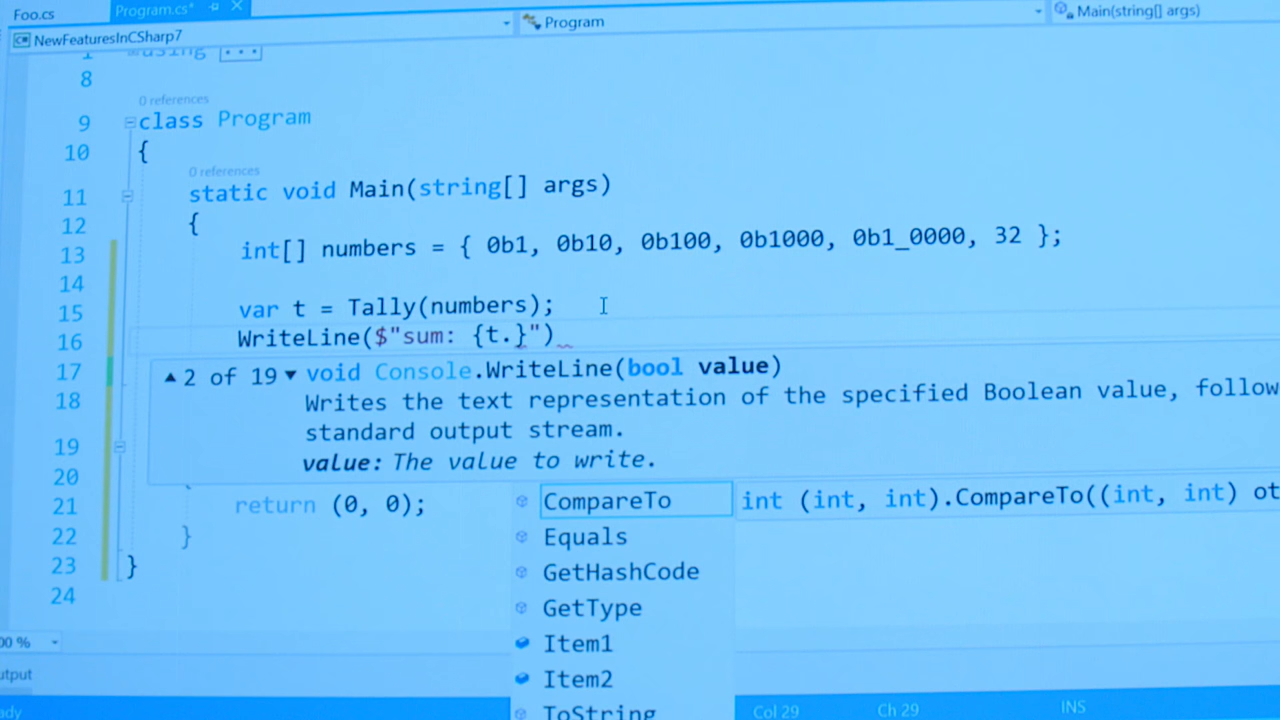 Foo.cs Program.cs*
NewFeaturesInCSharp7 Program Main(string[] args)
using ...
8
0 references
9 class Program
10 {
0 references
11 static void Main(string[] args)
12 {
13 int[] numbers = { 0b1, 0b10, 0b100, 0b1000, 0b1_0000, 32 };
14
15 var t = Tally(numbers);
16 WriteLine($"sum: {t.}")
17 2 of 19 void Console.WriteLine(bool value)
18 Writes the text representation of the specified Boolean value, follow
19 standard output stream.
20 value: The value to write.
21 return (0, 0);
CompareTo int (int, int).CompareTo((int, int) ot
22 }
Equals
23 }
GetHashCode
24
GetType
Item1
Item2
ToString
Col 29 Ch 29 INS